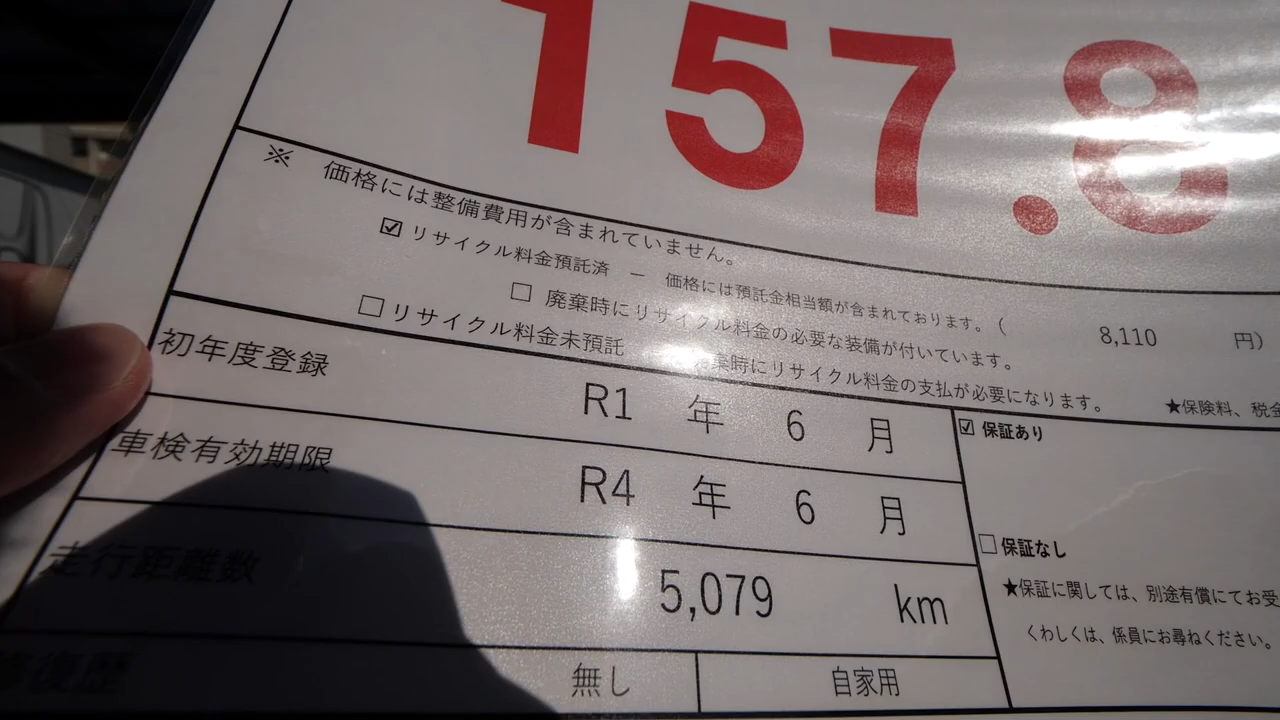 157.8
※ 価格には整備費用が含まれていません。
☑ リサイクル料金預託済 ー 価格には預託金相当額が含まれております。( 8,110 円)
☐ 廃棄時にリサイクル料金の必要な装備が付いています。
☐ リサイクル料金未預託 棄時にリサイクル料金の支払が必要になります。
★保険料、税金
初年度登録 R1 年 6 月
☑ 保証あり
車検有効期限 R4 年 6 月
☐ 保証なし
走行距離数 5,079 km
★保証に関しては、別途有償にてお受
くわしくは、係員にお尋ねください。
修復歴 無し 自家用